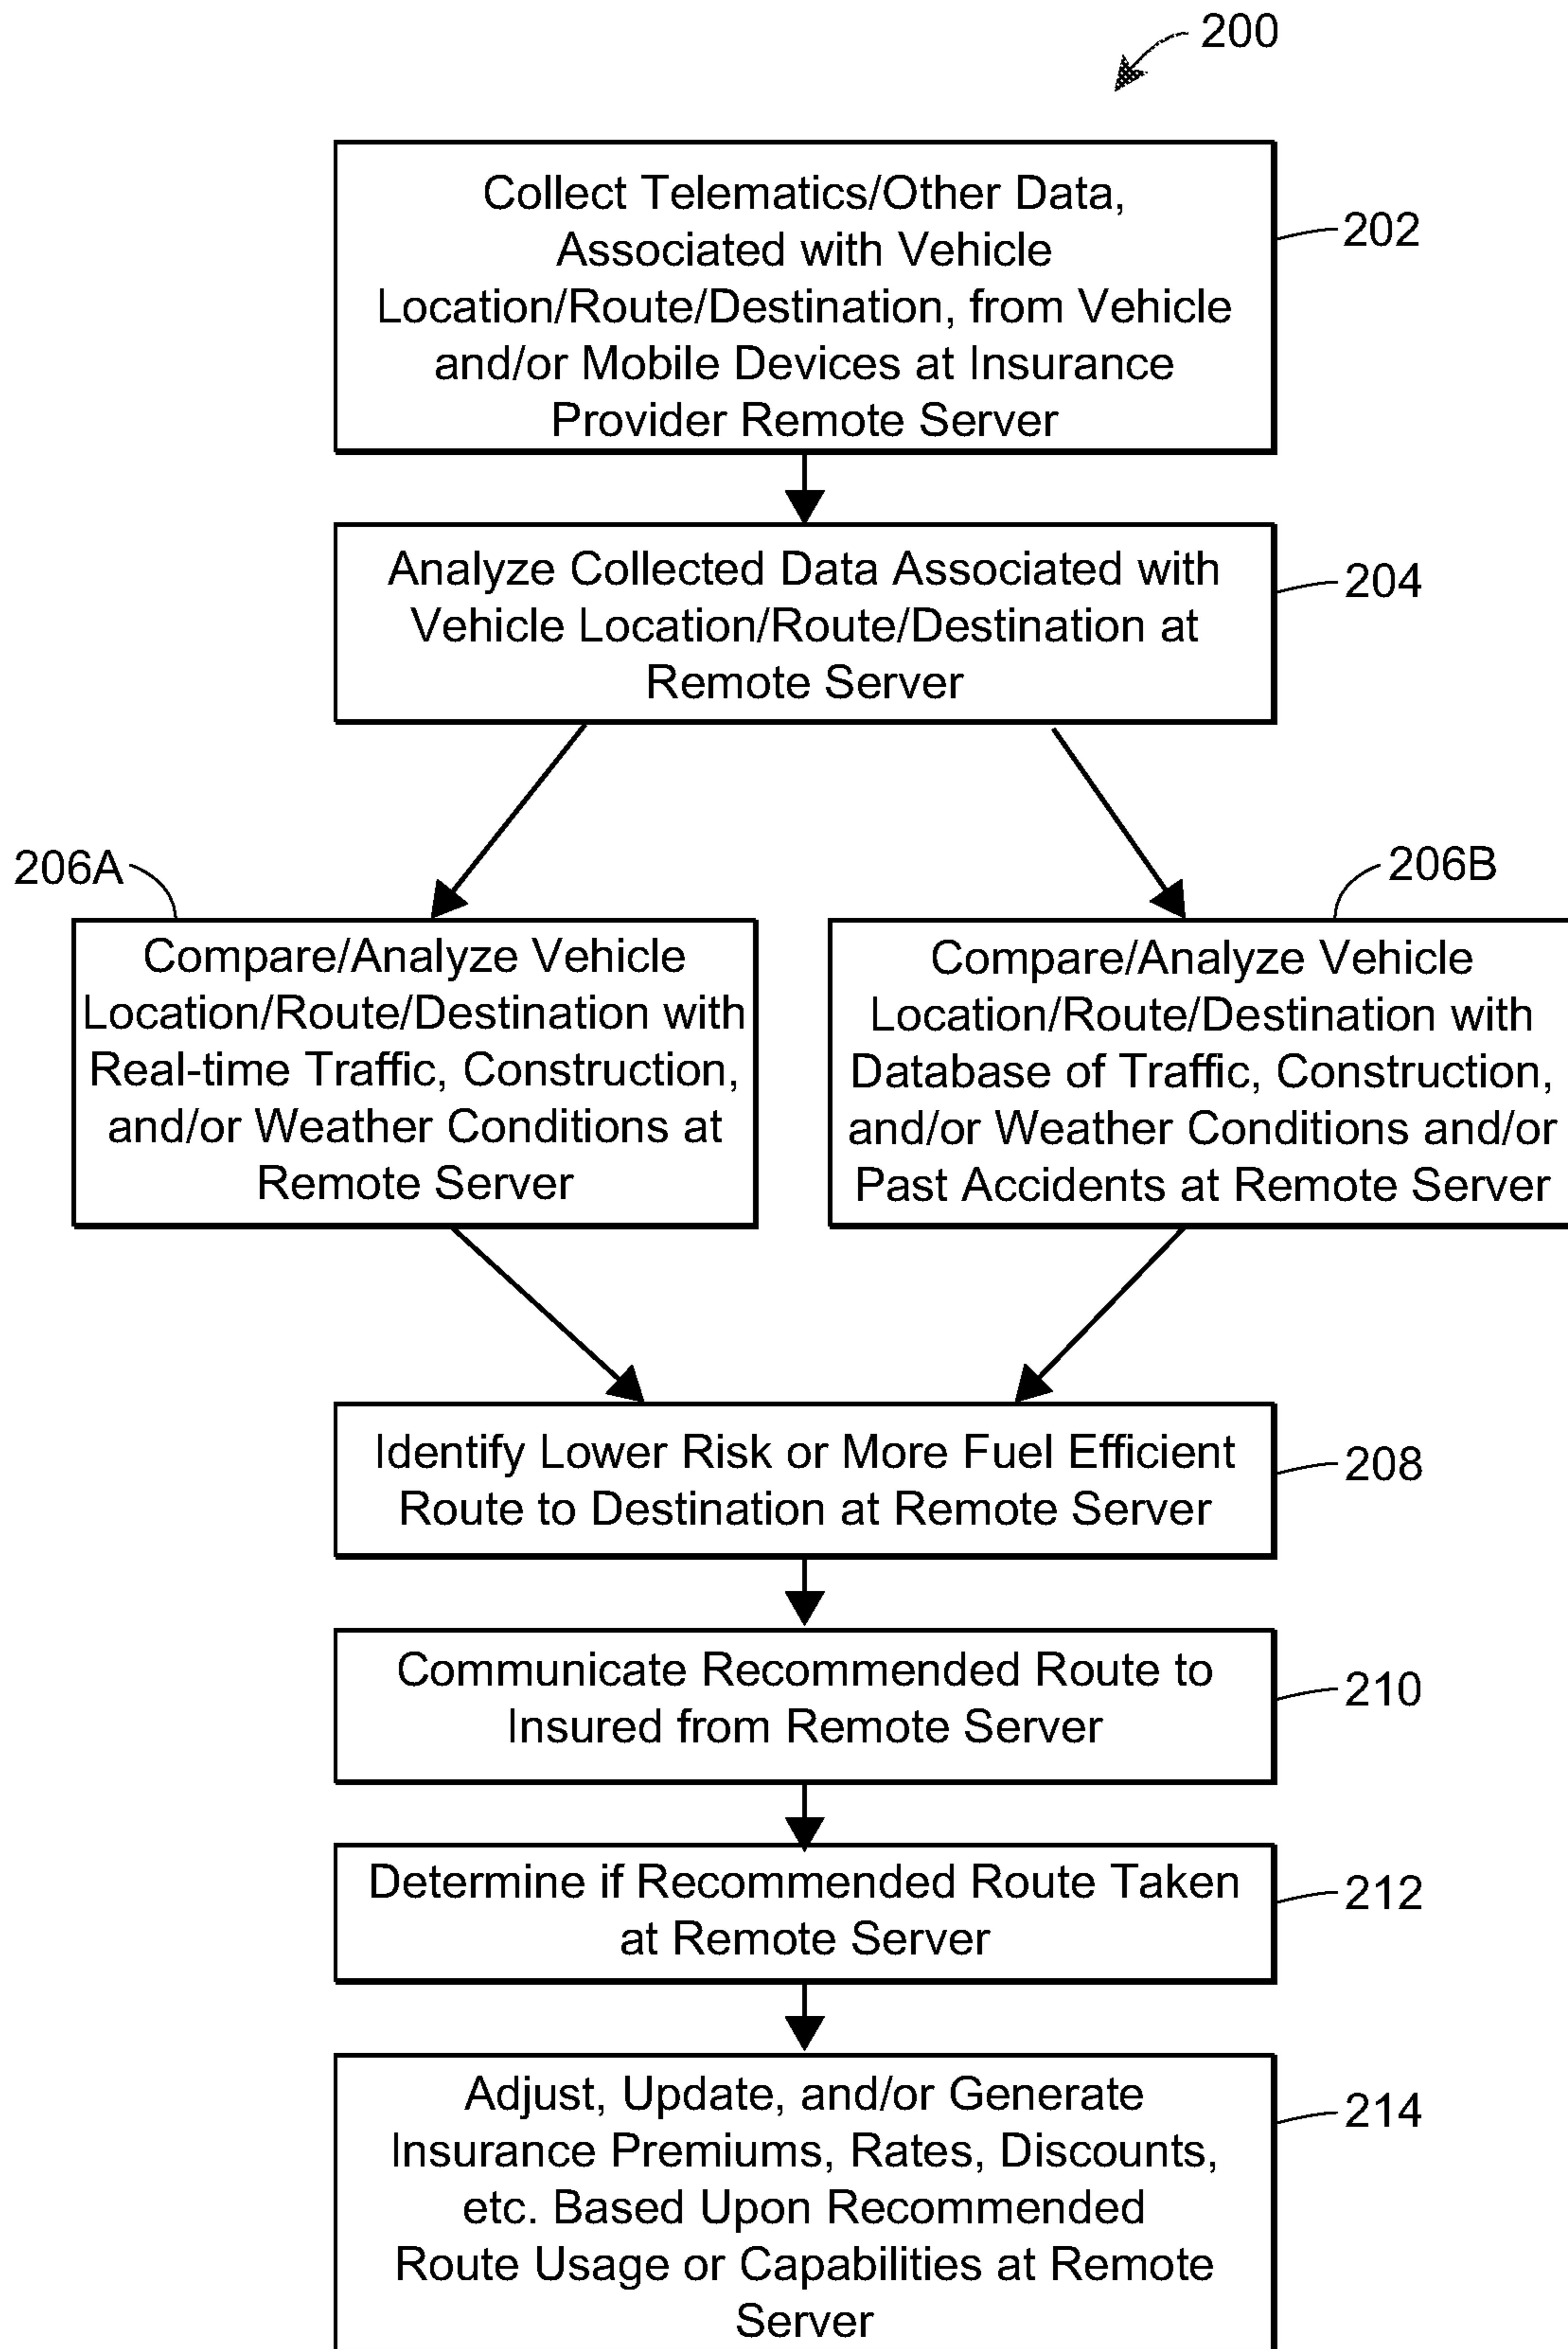 200
Collect Telematics/Other Data,
Associated with Vehicle
Location/Route/Destination, from Vehicle
and/or Mobile Devices at Insurance
Provider Remote Server
202
Analyze Collected Data Associated with
Vehicle Location/Route/Destination at
Remote Server
204
206A
Compare/Analyze Vehicle
Location/Route/Destination with
Real-time Traffic, Construction,
and/or Weather Conditions at
Remote Server
206B
Compare/Analyze Vehicle
Location/Route/Destination with
Database of Traffic, Construction,
and/or Weather Conditions and/or
Past Accidents at Remote Server
Identify Lower Risk or More Fuel Efficient
Route to Destination at Remote Server
208
Communicate Recommended Route to
Insured from Remote Server
210
Determine if Recommended Route Taken
at Remote Server
212
Adjust, Update, and/or Generate
Insurance Premiums, Rates, Discounts,
etc. Based Upon Recommended
Route Usage or Capabilities at Remote
Server
214